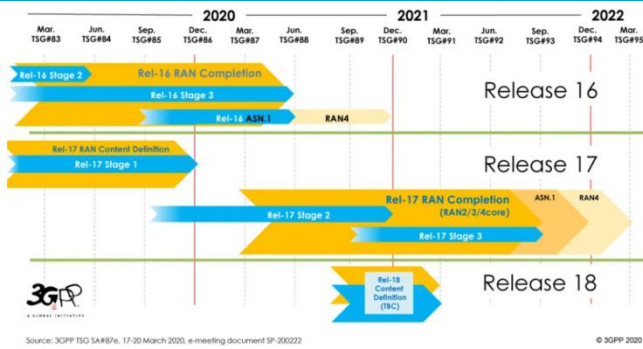 2020
2021
2022
Mar. TSG#83
Jun. TSG#84
Sep. TSG#85
Dec. TSG#86
Mar. TSG#87
Jun. TSG#88
Sep. TSG#89
Dec. TSG#90
Mar. TSG#91
Jun. TSG#92
Sep. TSG#93
Dec. TSG#94
Mar. TSG#95
Rel-16 Stage 2
Rel-16 RAN Completion
Rel-16 Stage 3
Release 16
Rel-16 ASN.1
RAN4
Rel-17 RAN Content Definition
Rel-17 Stage 1
Release 17
Rel-17 RAN Completion
(RAN2/3/4core)
ASN.1
RAN4
Rel-17 Stage 2
Rel-17 Stage 3
Rel-18
Content
Definition
(TBC)
Release 18
3GPP
A GLOBAL INITIATIVE
Source: 3GPP TSG SA#87e, 17-20 March 2020, e-meeting document SP-200222
© 3GPP 2020